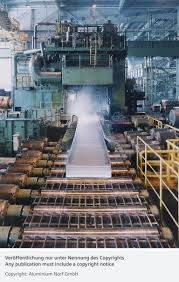 Veröffentlichung nur unter Nennung des Copyrights
Any publication must include a copyright notice
Copyright: Aluminium Norf GmbH